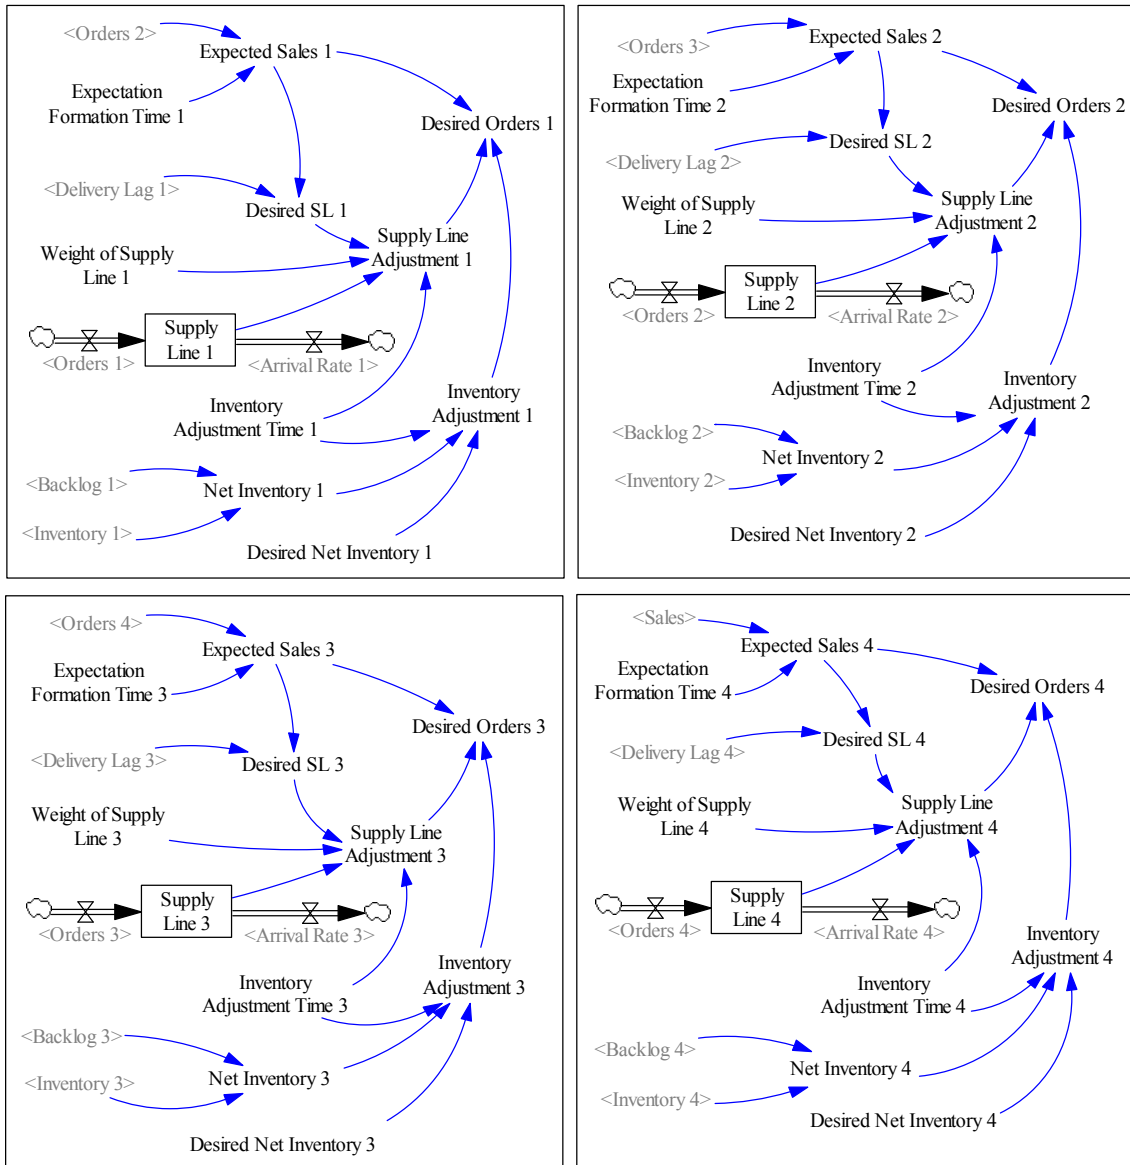 <Orders 2>
Expected Sales 1
Expectation
Formation Time 1
Desired Orders 1
<Delivery Lag 1>
Desired SL 1
Weight of Supply
Line 1
Supply Line
Adjustment 1
Supply
Line 1
<Orders 1>
<Arrival Rate 1>
Inventory
Adjustment Time 1
Inventory
Adjustment 1
<Backlog 1>
Net Inventory 1
<Inventory 1>
Desired Net Inventory 1
<Orders 3>
Expected Sales 2
Expectation
Formation Time 2
Desired Orders 2
<Delivery Lag 2>
Desired SL 2
Weight of Supply
Line 2
Supply Line
Adjustment 2
Supply
Line 2
<Orders 2>
<Arrival Rate 2>
Inventory
Adjustment Time 2
Inventory
Adjustment 2
<Backlog 2>
Net Inventory 2
<Inventory 2>
Desired Net Inventory 2
<Orders 4>
Expected Sales 3
Expectation
Formation Time 3
Desired Orders 3
<Delivery Lag 3>
Desired SL 3
Weight of Supply
Line 3
Supply Line
Adjustment 3
Supply
Line 3
<Orders 3>
<Arrival Rate 3>
Inventory
Adjustment Time 3
Inventory
Adjustment 3
<Backlog 3>
Net Inventory 3
<Inventory 3>
Desired Net Inventory 3
<Sales>
Expected Sales 4
Expectation
Formation Time 4
Desired Orders 4
<Delivery Lag 4>
Desired SL 4
Weight of Supply
Line 4
Supply Line
Adjustment 4
Supply
Line 4
<Orders 4>
<Arrival Rate 4>
Inventory
Adjustment Time 4
Inventory
Adjustment 4
<Backlog 4>
Net Inventory 4
<Inventory 4>
Desired Net Inventory 4